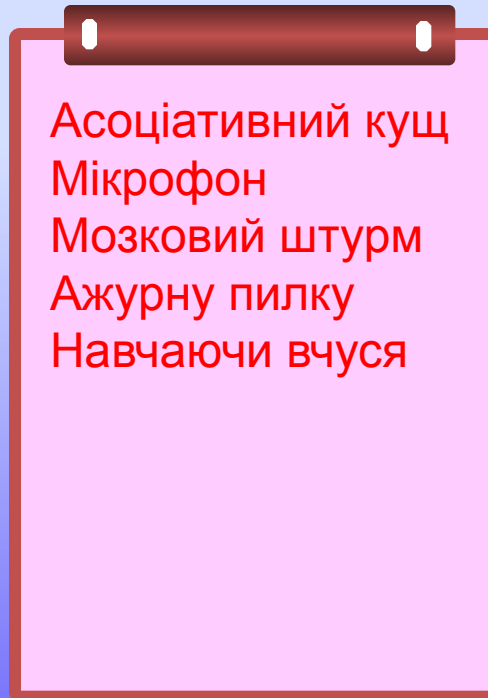 Асоціативний кущ
Мікрофон
Мозковий штурм
Ажурну пилку
Навчаючи вчуся